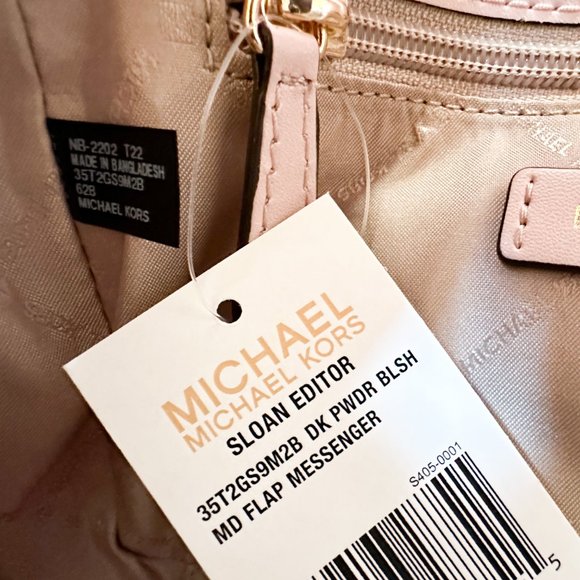 NB-2202 T22
MADE IN BANGLADESH
35T2GS9M2B
62B
MICHAEL KORS
MICHAEL
MICHAEL KORS
SLOAN EDITOR
35T2GS9M2B DK PWDR BLSH
MD FLAP MESSENGER
S405-0001
5
MICHAE